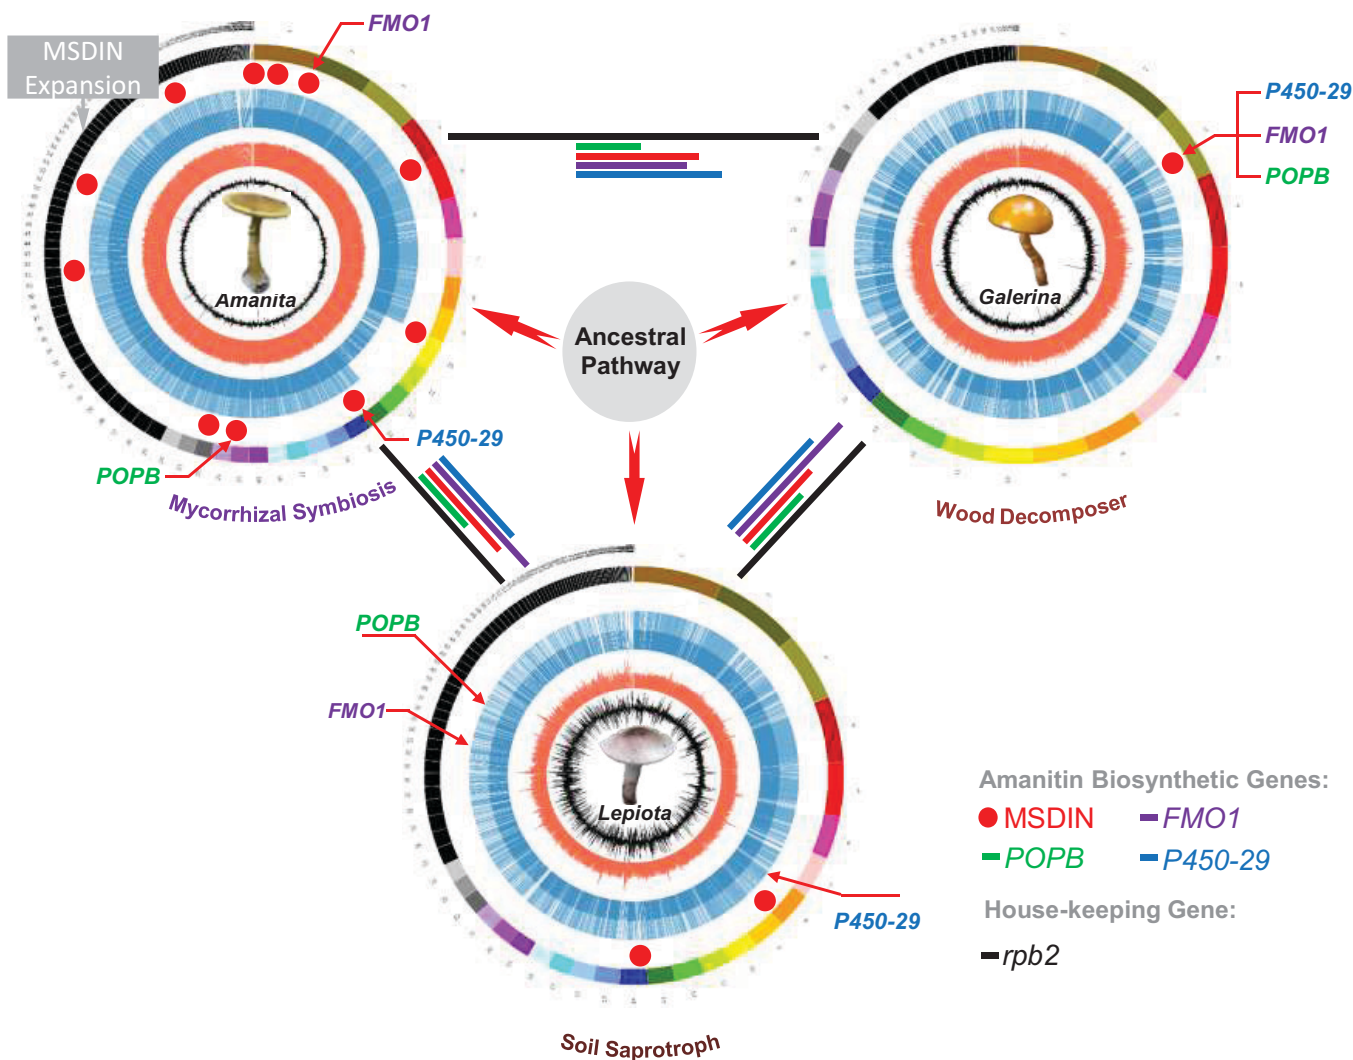 FMO1
MSDIN
Expansion
P450-29
FMO1
POPB
Amanita
Galerina
Ancestral
Pathway
P450-29
POPB
Mycorrhizal Symbiosis
Wood Decomposer
POPB
FMO1
Lepiota
P450-29
Soil Saprotroph
Amanitin Biosynthetic Genes:
MSDIN
FMO1
POPB
P450-29
House-keeping Gene:
rpb2